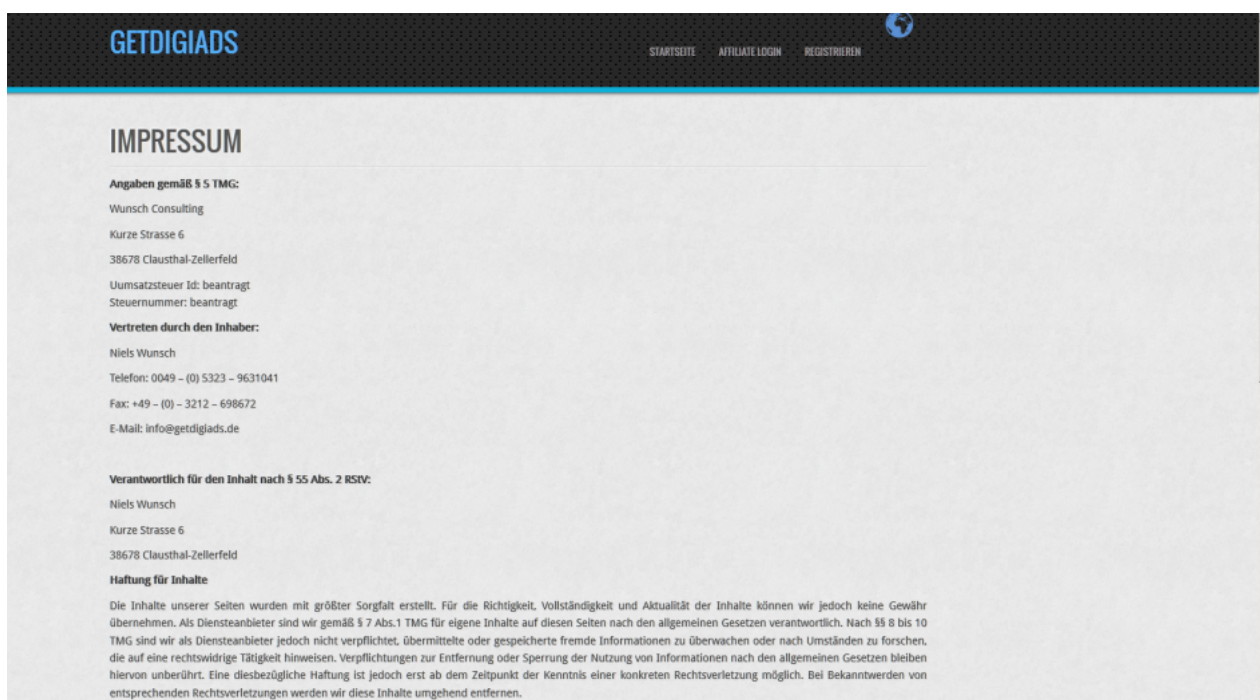 GETDIGIADS
STARTSEITE AFFILIATE LOGIN REGISTRIEREN
IMPRESSUM
Angaben gemäß § 5 TMG:
Wunsch Consulting
Kurze Strasse 6
38678 Clausthal-Zellerfeld
Uumsatzsteuer Id: beantragt
Steuernummer: beantragt
Vertreten durch den Inhaber:
Niels Wunsch
Telefon: 0049 – (0) 5323 – 9631041
Fax: +49 – (0) – 3212 – 698672
E-Mail: info@getdigiads.de
Verantwortlich für den Inhalt nach § 55 Abs. 2 RStV:
Niels Wunsch
Kurze Strasse 6
38678 Clausthal-Zellerfeld
Haftung für Inhalte
Die Inhalte unserer Seiten wurden mit größter Sorgfalt erstellt. Für die Richtigkeit, Vollständigkeit und Aktualität der Inhalte können wir jedoch keine Gewähr
übernehmen. Als Diensteanbieter sind wir gemäß § 7 Abs.1 TMG für eigene Inhalte auf diesen Seiten nach den allgemeinen Gesetzen verantwortlich. Nach §§ 8 bis 10
TMG sind wir als Diensteanbieter jedoch nicht verpflichtet, übermittelte oder gespeicherte fremde Informationen zu überwachen oder nach Umständen zu forschen,
die auf eine rechtswidrige Tätigkeit hinweisen. Verpflichtungen zur Entfernung oder Sperrung der Nutzung von Informationen nach den allgemeinen Gesetzen bleiben
hiervon unberührt. Eine diesbezügliche Haftung ist jedoch erst ab dem Zeitpunkt der Kenntnis einer konkreten Rechtsverletzung möglich. Bei Bekanntwerden von
entsprechenden Rechtsverletzungen werden wir diese Inhalte umgehend entfernen.